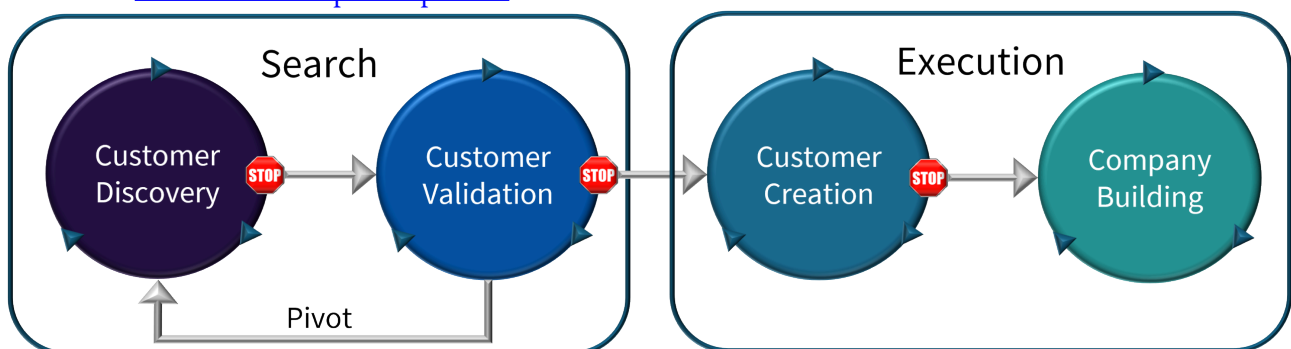 Search
Execution
Customer
Discovery
STOP
Customer
Validation
STOP
Customer
Creation
STOP
Company
Building
Pivot